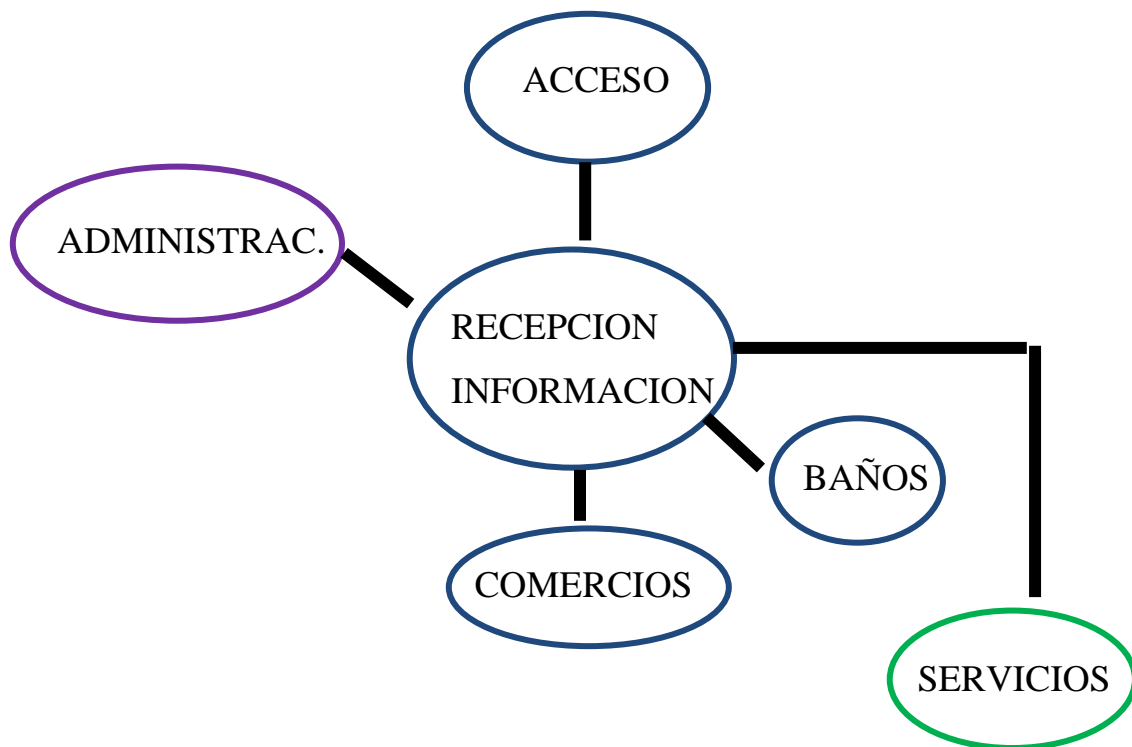 ACCESO
ADMINISTRAC.
RECEPCION
INFORMACION
BAÑOS
COMERCIOS
SERVICIOS